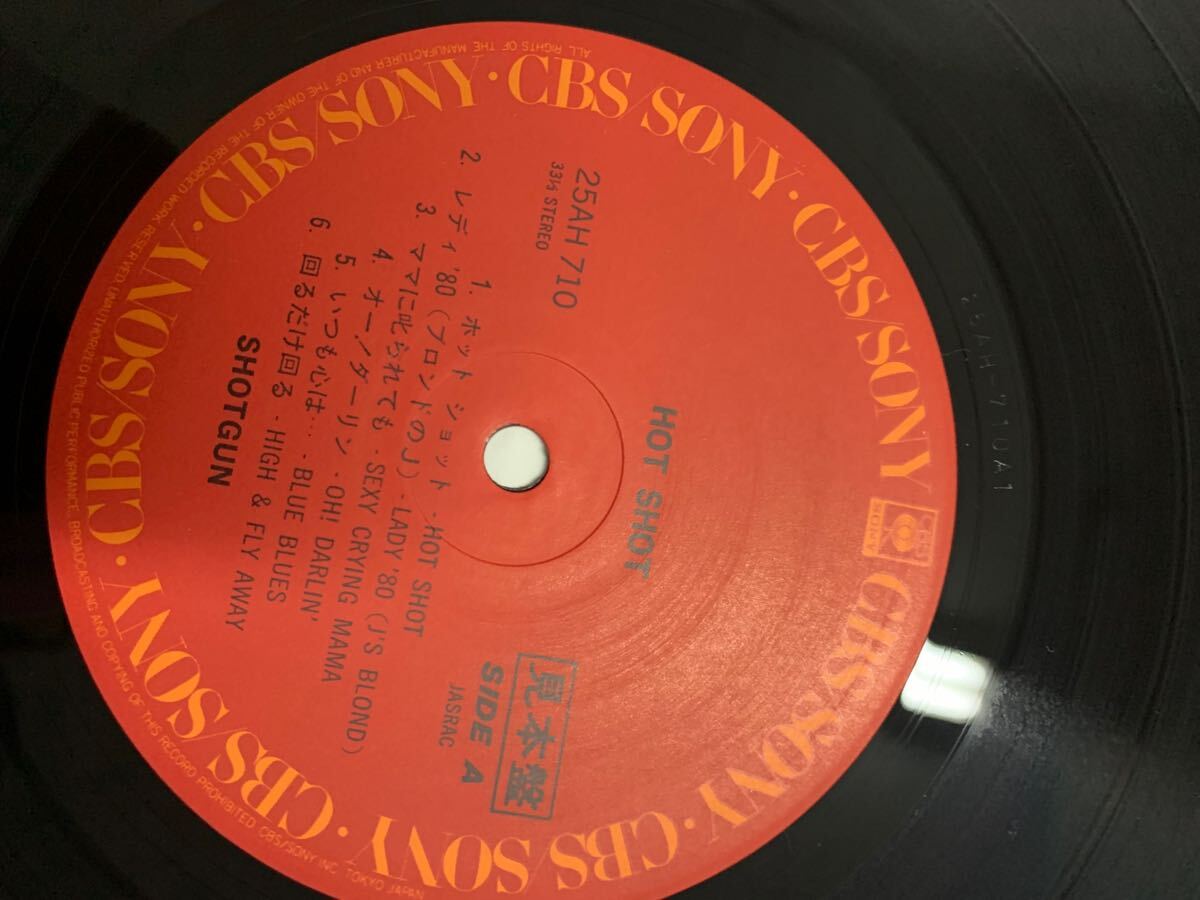 CBS/SONY · CBS/SONY · CBS/SONY · CBS/SONY · CBS/SONY · CBS/SONY · CBS/SONY · CBS/SONY
CBS
SONY
HOT SHOT
25AH 710
33⅓ STEREO
見本盤
SIDE A
JASRAC
1. ホット ショット・HOT SHOT
2. レディ'80 (ブロンドのJ)・LADY'80 (J'S BLOND)
3. ママに叱られても・SEXY CRYING MAMA
4. オー!ダーリン・OH! DARLIN'
5. いつも心は…・BLUE BLUES
6. 回るだけ回る・HIGH & FLY AWAY
SHOTGUN
ALL RIGHTS OF THE MANUFACTURER AND OF THE OWNER OF THE RECORDED WORK RESERVED. UNAUTHORIZED PUBLIC PERFORMANCE, BROADCASTING AND COPYING OF THIS RECORD PROHIBITED. CBS/SONY INC. TOKYO JAPAN
25AH-710A1